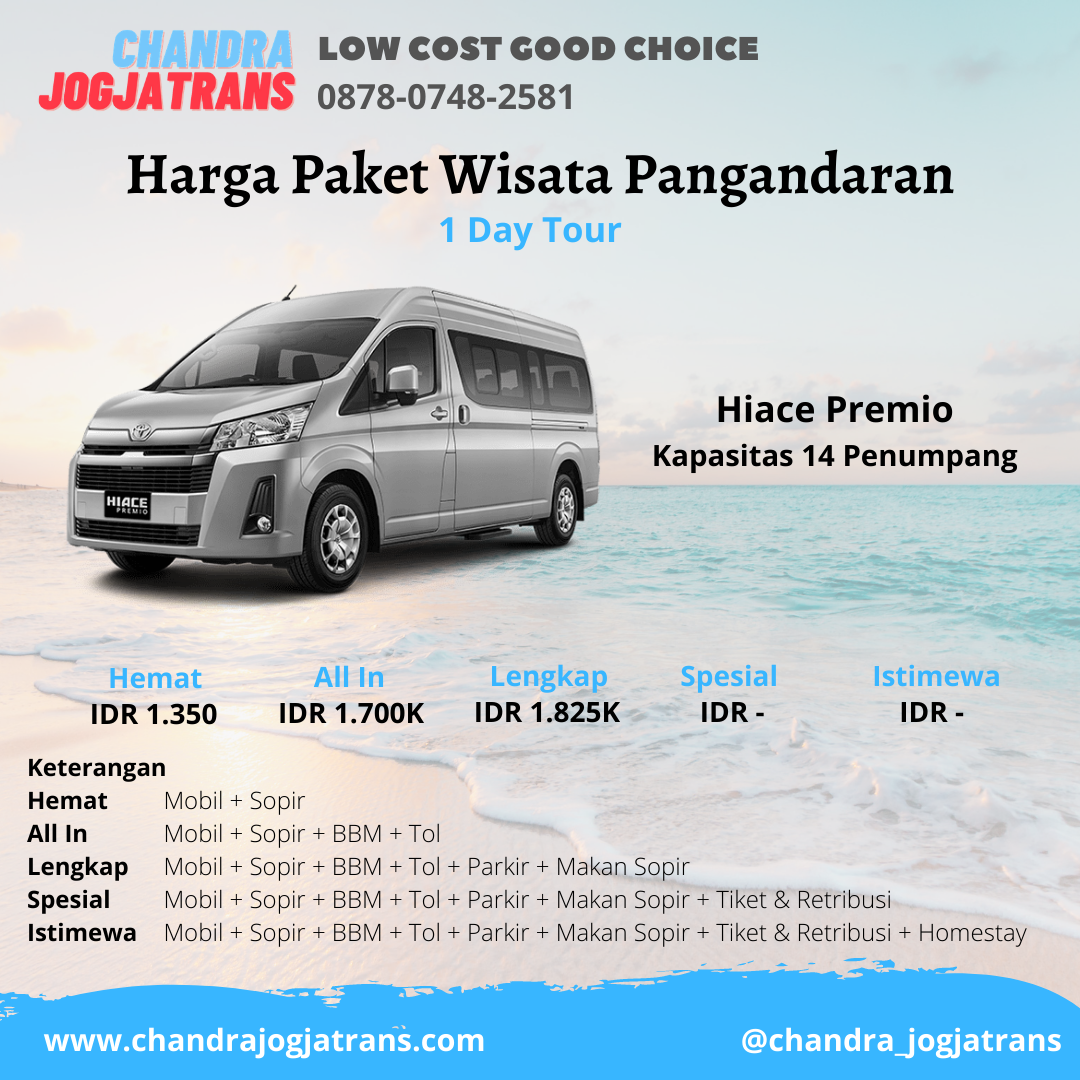 CHANDRA
JOGJATRANS
LOW COST GOOD CHOICE
0878-0748-2581
Harga Paket Wisata Pangandaran
1 Day Tour
HIACE
PREMIO
Hiace Premio
Kapasitas 14 Penumpang
Hemat All In Lengkap Spesial Istimewa
IDR 1.350 IDR 1.700K IDR 1.825K IDR - IDR -
Keterangan
Hemat Mobil + Sopir
All In Mobil + Sopir + BBM + Tol
Lengkap Mobil + Sopir + BBM + Tol + Parkir + Makan Sopir
Spesial Mobil + Sopir + BBM + Tol + Parkir + Makan Sopir + Tiket & Retribusi
Istimewa Mobil + Sopir + BBM + Tol + Parkir + Makan Sopir + Tiket & Retribusi + Homestay
www.chandrajogjatrans.com
@chandra_jogjatrans